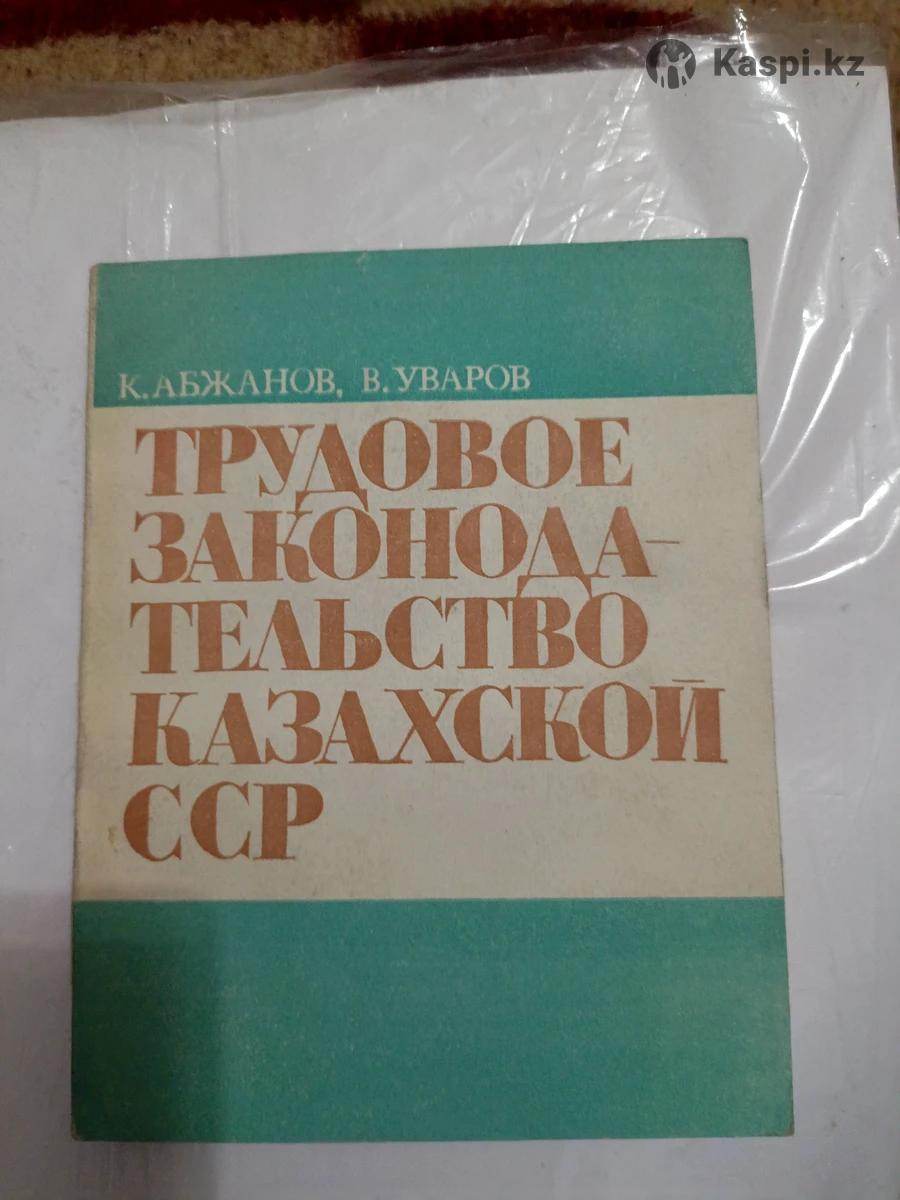 Kaspi.kz
К.АБЖАНОВ, В.УВАРОВ
ТРУДОВОЕ
ЗАКОНОДА-
ТЕЛЬСТВО
КАЗАХСКОЙ
ССР